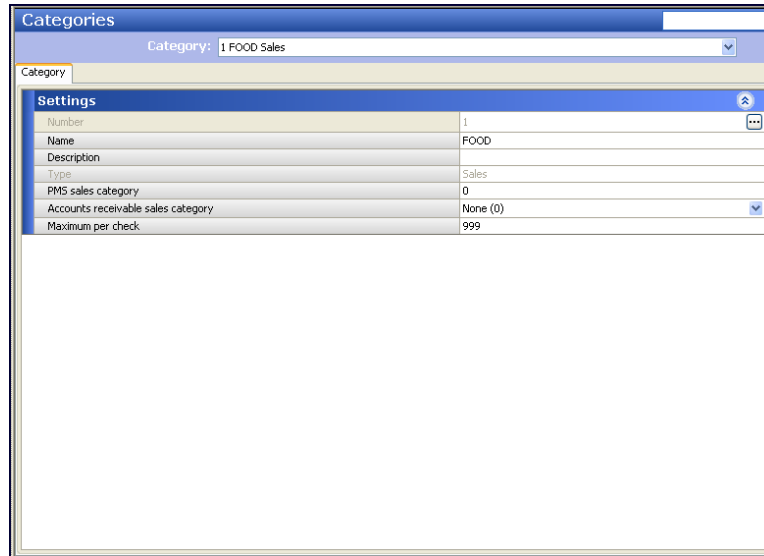 Categories
Category: 1 FOOD Sales
Category
Settings
Number 1
Name FOOD
Description
Type Sales
PMS sales category 0
Accounts receivable sales category None (0)
Maximum per check 999